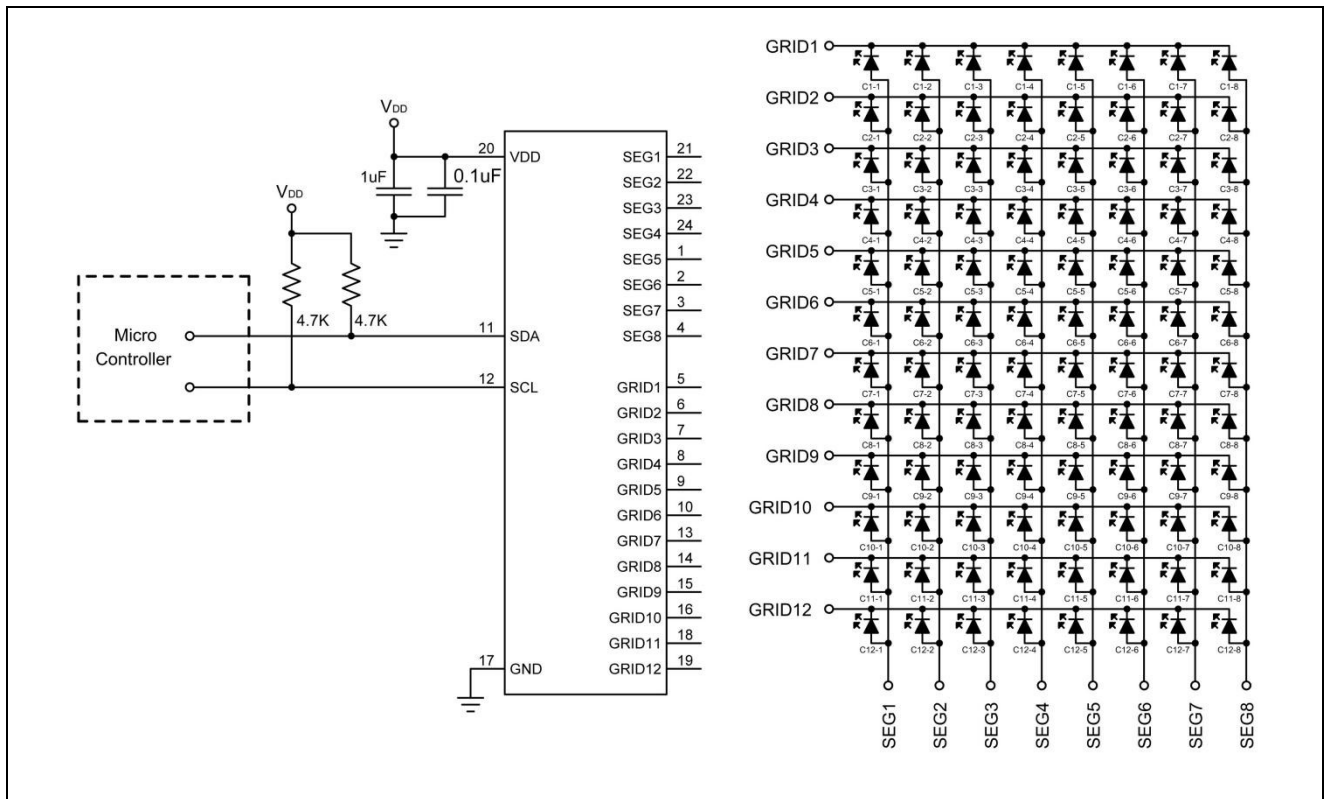 VDD
1uF
0.1uF
VDD
4.7K
4.7K
Micro
Controller
20
VDD
11
SDA
12
SCL
17
GND
SEG1
21
SEG2
22
SEG3
23
SEG4
24
SEG5
1
SEG6
2
SEG7
3
SEG8
4
GRID1
5
GRID2
6
GRID3
7
GRID4
8
GRID5
9
GRID6
10
GRID7
13
GRID8
14
GRID9
15
GRID10
16
GRID11
18
GRID12
19
GRID1
C1-1 C1-2 C1-3 C1-4 C1-5 C1-6 C1-7 C1-8
GRID2
C2-1 C2-2 C2-3 C2-4 C2-5 C2-6 C2-7 C2-8
GRID3
C3-1 C3-2 C3-3 C3-4 C3-5 C3-6 C3-7 C3-8
GRID4
C4-1 C4-2 C4-3 C4-4 C4-5 C4-6 C4-7 C4-8
GRID5
C5-1 C5-2 C5-3 C5-4 C5-5 C5-6 C5-7 C5-8
GRID6
C6-1 C6-2 C6-3 C6-4 C6-5 C6-6 C6-7 C6-8
GRID7
C7-1 C7-2 C7-3 C7-4 C7-5 C7-6 C7-7 C7-8
GRID8
C8-1 C8-2 C8-3 C8-4 C8-5 C8-6 C8-7 C8-8
GRID9
C9-1 C9-2 C9-3 C9-4 C9-5 C9-6 C9-7 C9-8
GRID10
C10-1 C10-2 C10-3 C10-4 C10-5 C10-6 C10-7 C10-8
GRID11
C11-1 C11-2 C11-3 C11-4 C11-5 C11-6 C11-7 C11-8
GRID12
C12-1 C12-2 C12-3 C12-4 C12-5 C12-6 C12-7 C12-8
SEG1
SEG2
SEG3
SEG4
SEG5
SEG6
SEG7
SEG8